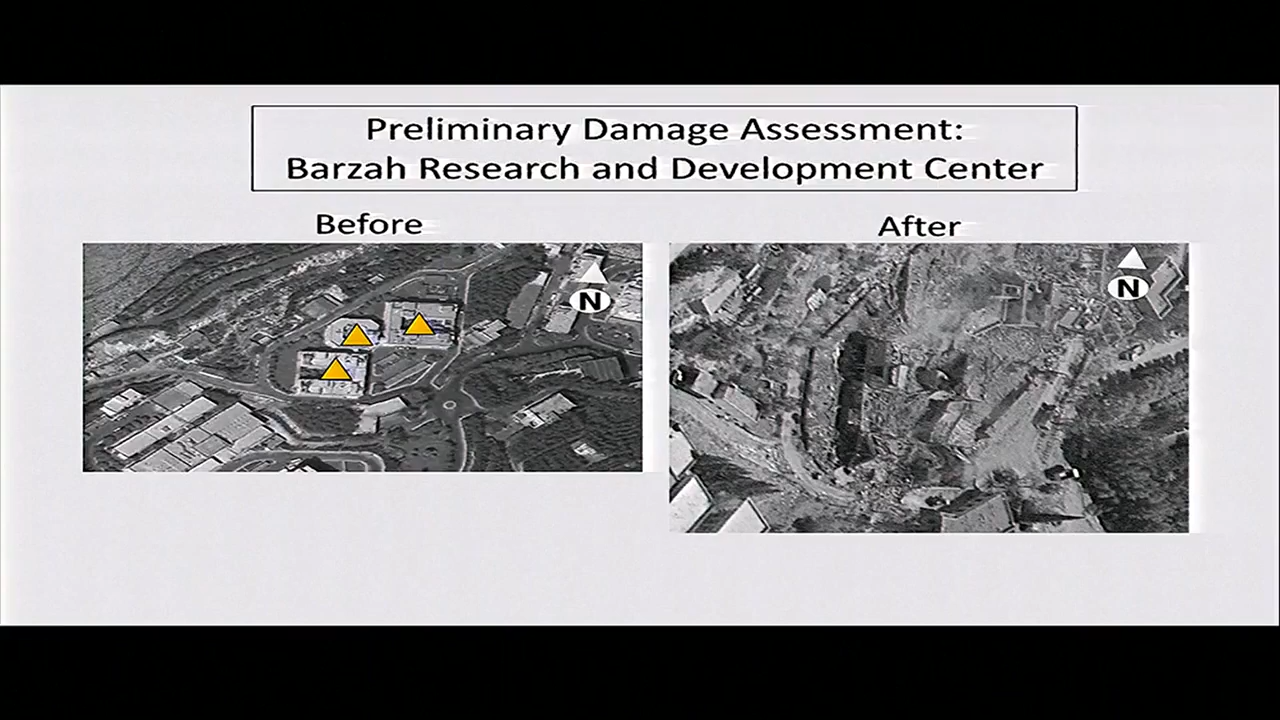 Preliminary Damage Assessment:
Barzah Research and Development Center
Before
After
N
N